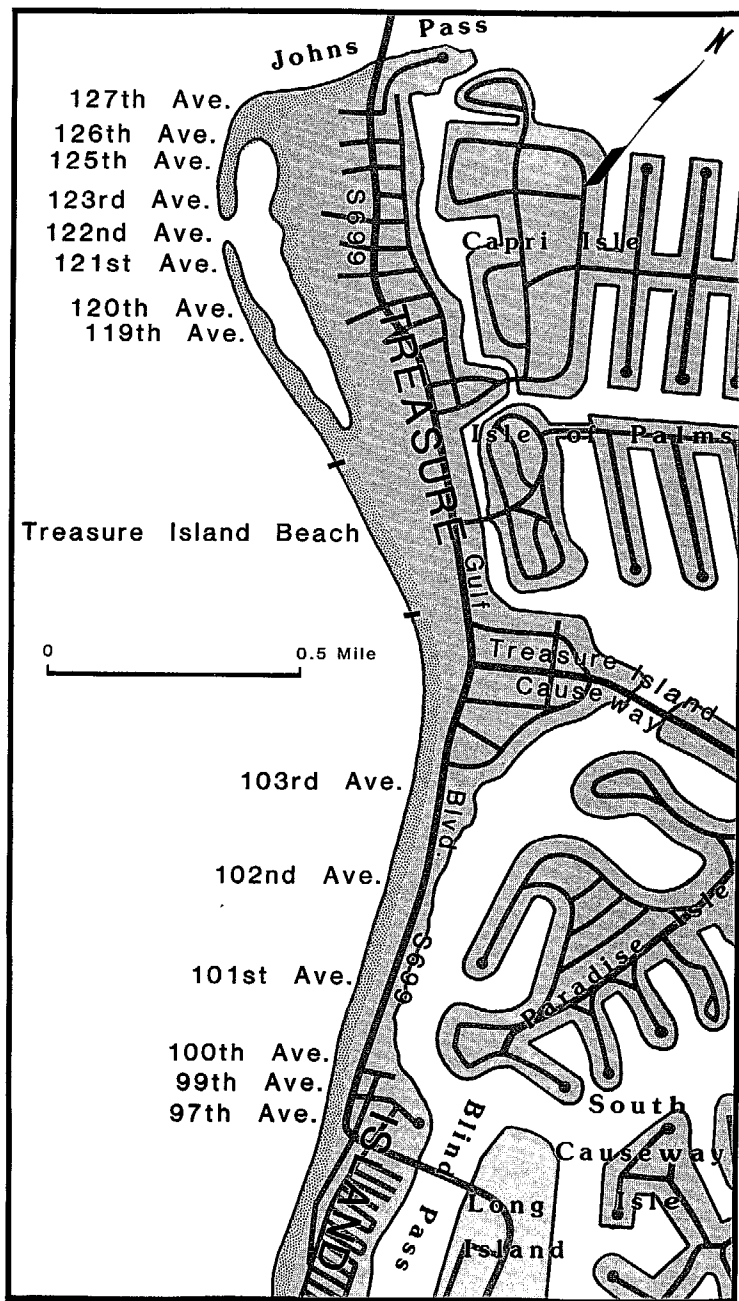 Johns Pass
N
127th Ave.
126th Ave.
125th Ave.
123rd Ave.
122nd Ave.
121st Ave.
120th Ave.
119th Ave.
S699
Capri Isle
TREASURE
Isle of Palms
Treasure Island Beach
Gulf
0 0.5 Mile
Treasure Island
Causeway
103rd Ave.
Blvd.
102nd Ave.
S699
101st Ave.
Paradise Isle
100th Ave.
99th Ave.
97th Ave.
ISLAND
Blind Pass
South
Causeway
Isle
Long
Island